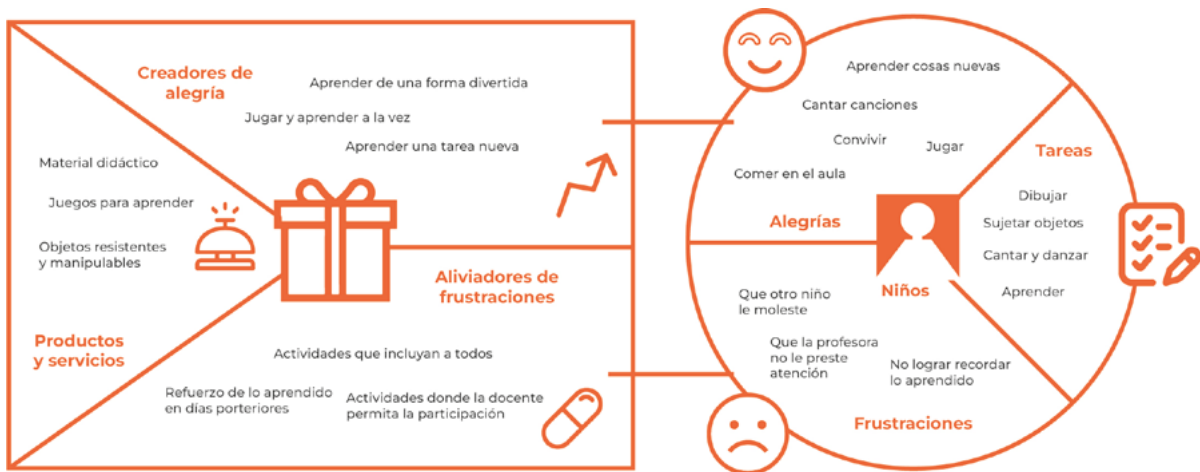 Creadores de
alegría
Aprender de una forma divertida
Jugar y aprender a la vez
Aprender una tarea nueva
Material didáctico
Juegos para aprender
Objetos resistentes
y manipulables
Productos
y servicios
Aliviadores de
frustraciones
Actividades que incluyan a todos
Refuerzo de lo aprendido
en días porteriores
Actividades donde la docente
permita la participación
Aprender cosas nuevas
Cantar canciones
Convivir
Jugar
Comer en el aula
Alegrías
Tareas
Dibujar
Sujetar objetos
Cantar y danzar
Aprender
Niños
Que otro niño
le moleste
Que la profesora
no le preste
atención
No lograr recordar
lo aprendido
Frustraciones